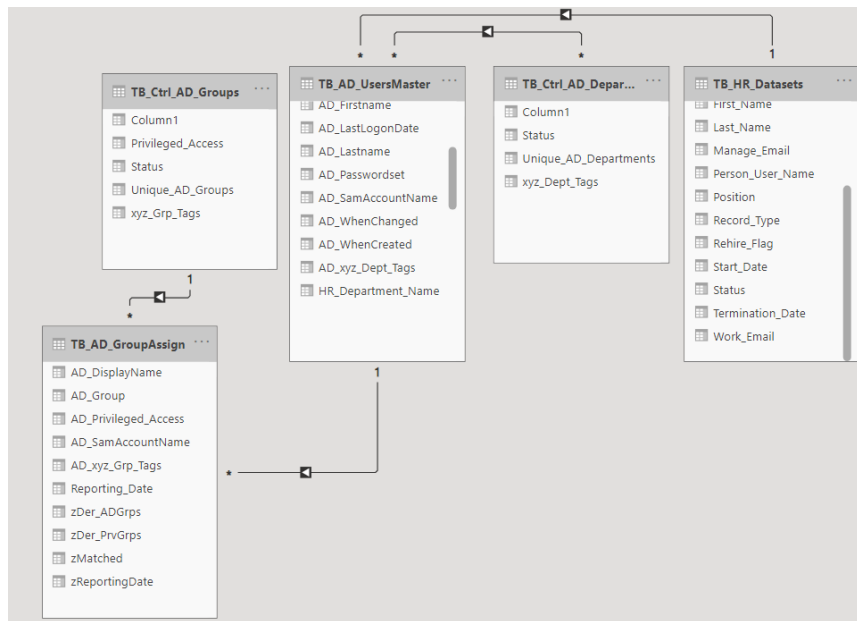 1
* * * 
TB_Ctrl_AD_Groups ...
Column1
Privileged_Access
Status
Unique_AD_Groups
xyz_Grp_Tags
1
*
TB_AD_UsersMaster ...
AD_Firstname
AD_LastLogonDate
AD_Lastname
AD_Passwordset
AD_SamAccountName
AD_WhenChanged
AD_WhenCreated
AD_xyz_Dept_Tags
HR_Department_Name
1
*
TB_Ctrl_AD_Depar... ...
Column1
Status
Unique_AD_Departments
xyz_Dept_Tags
TB_HR_Datasets ...
First_Name
Last_Name
Manage_Email
Person_User_Name
Position
Record_Type
Rehire_Flag
Start_Date
Status
Termination_Date
Work_Email
TB_AD_GroupAssign ...
AD_DisplayName
AD_Group
AD_Privileged_Access
AD_SamAccountName
AD_xyz_Grp_Tags
Reporting_Date
zDer_ADGrps
zDer_PrvGrps
zMatched
zReportingDate